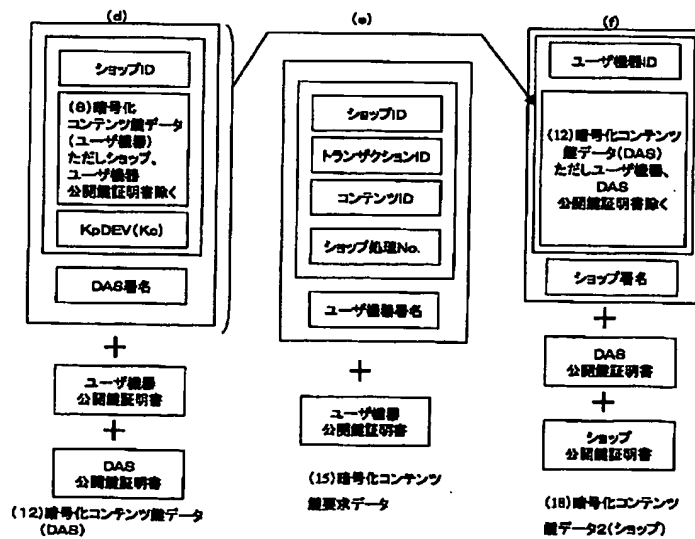 (d)
ショップID
(8)暗号化
コンテンツ鍵データ
(ユーザ機器)
ただしショップ、
ユーザ機器
公開鍵証明書除く
KpDEV(Kc)
DAS署名
+
ユーザ機器
公開鍵証明書
+
DAS
公開鍵証明書
(12)暗号化コンテンツ鍵データ
(DAS)
(e)
ショップID
トランザクションID
コンテンツID
ショップ処理No.
ユーザ機器署名
+
ユーザ機器
公開鍵証明書
(15)暗号化コンテンツ
鍵要求データ
(f)
ユーザ機器ID
(12)暗号化コンテンツ
鍵データ(DAS)
ただしユーザ機器、
DAS
公開鍵証明書除く
ショップ署名
+
DAS
公開鍵証明書
+
ショップ
公開鍵証明書
(18)暗号化コンテンツ
鍵データ2(ショップ)